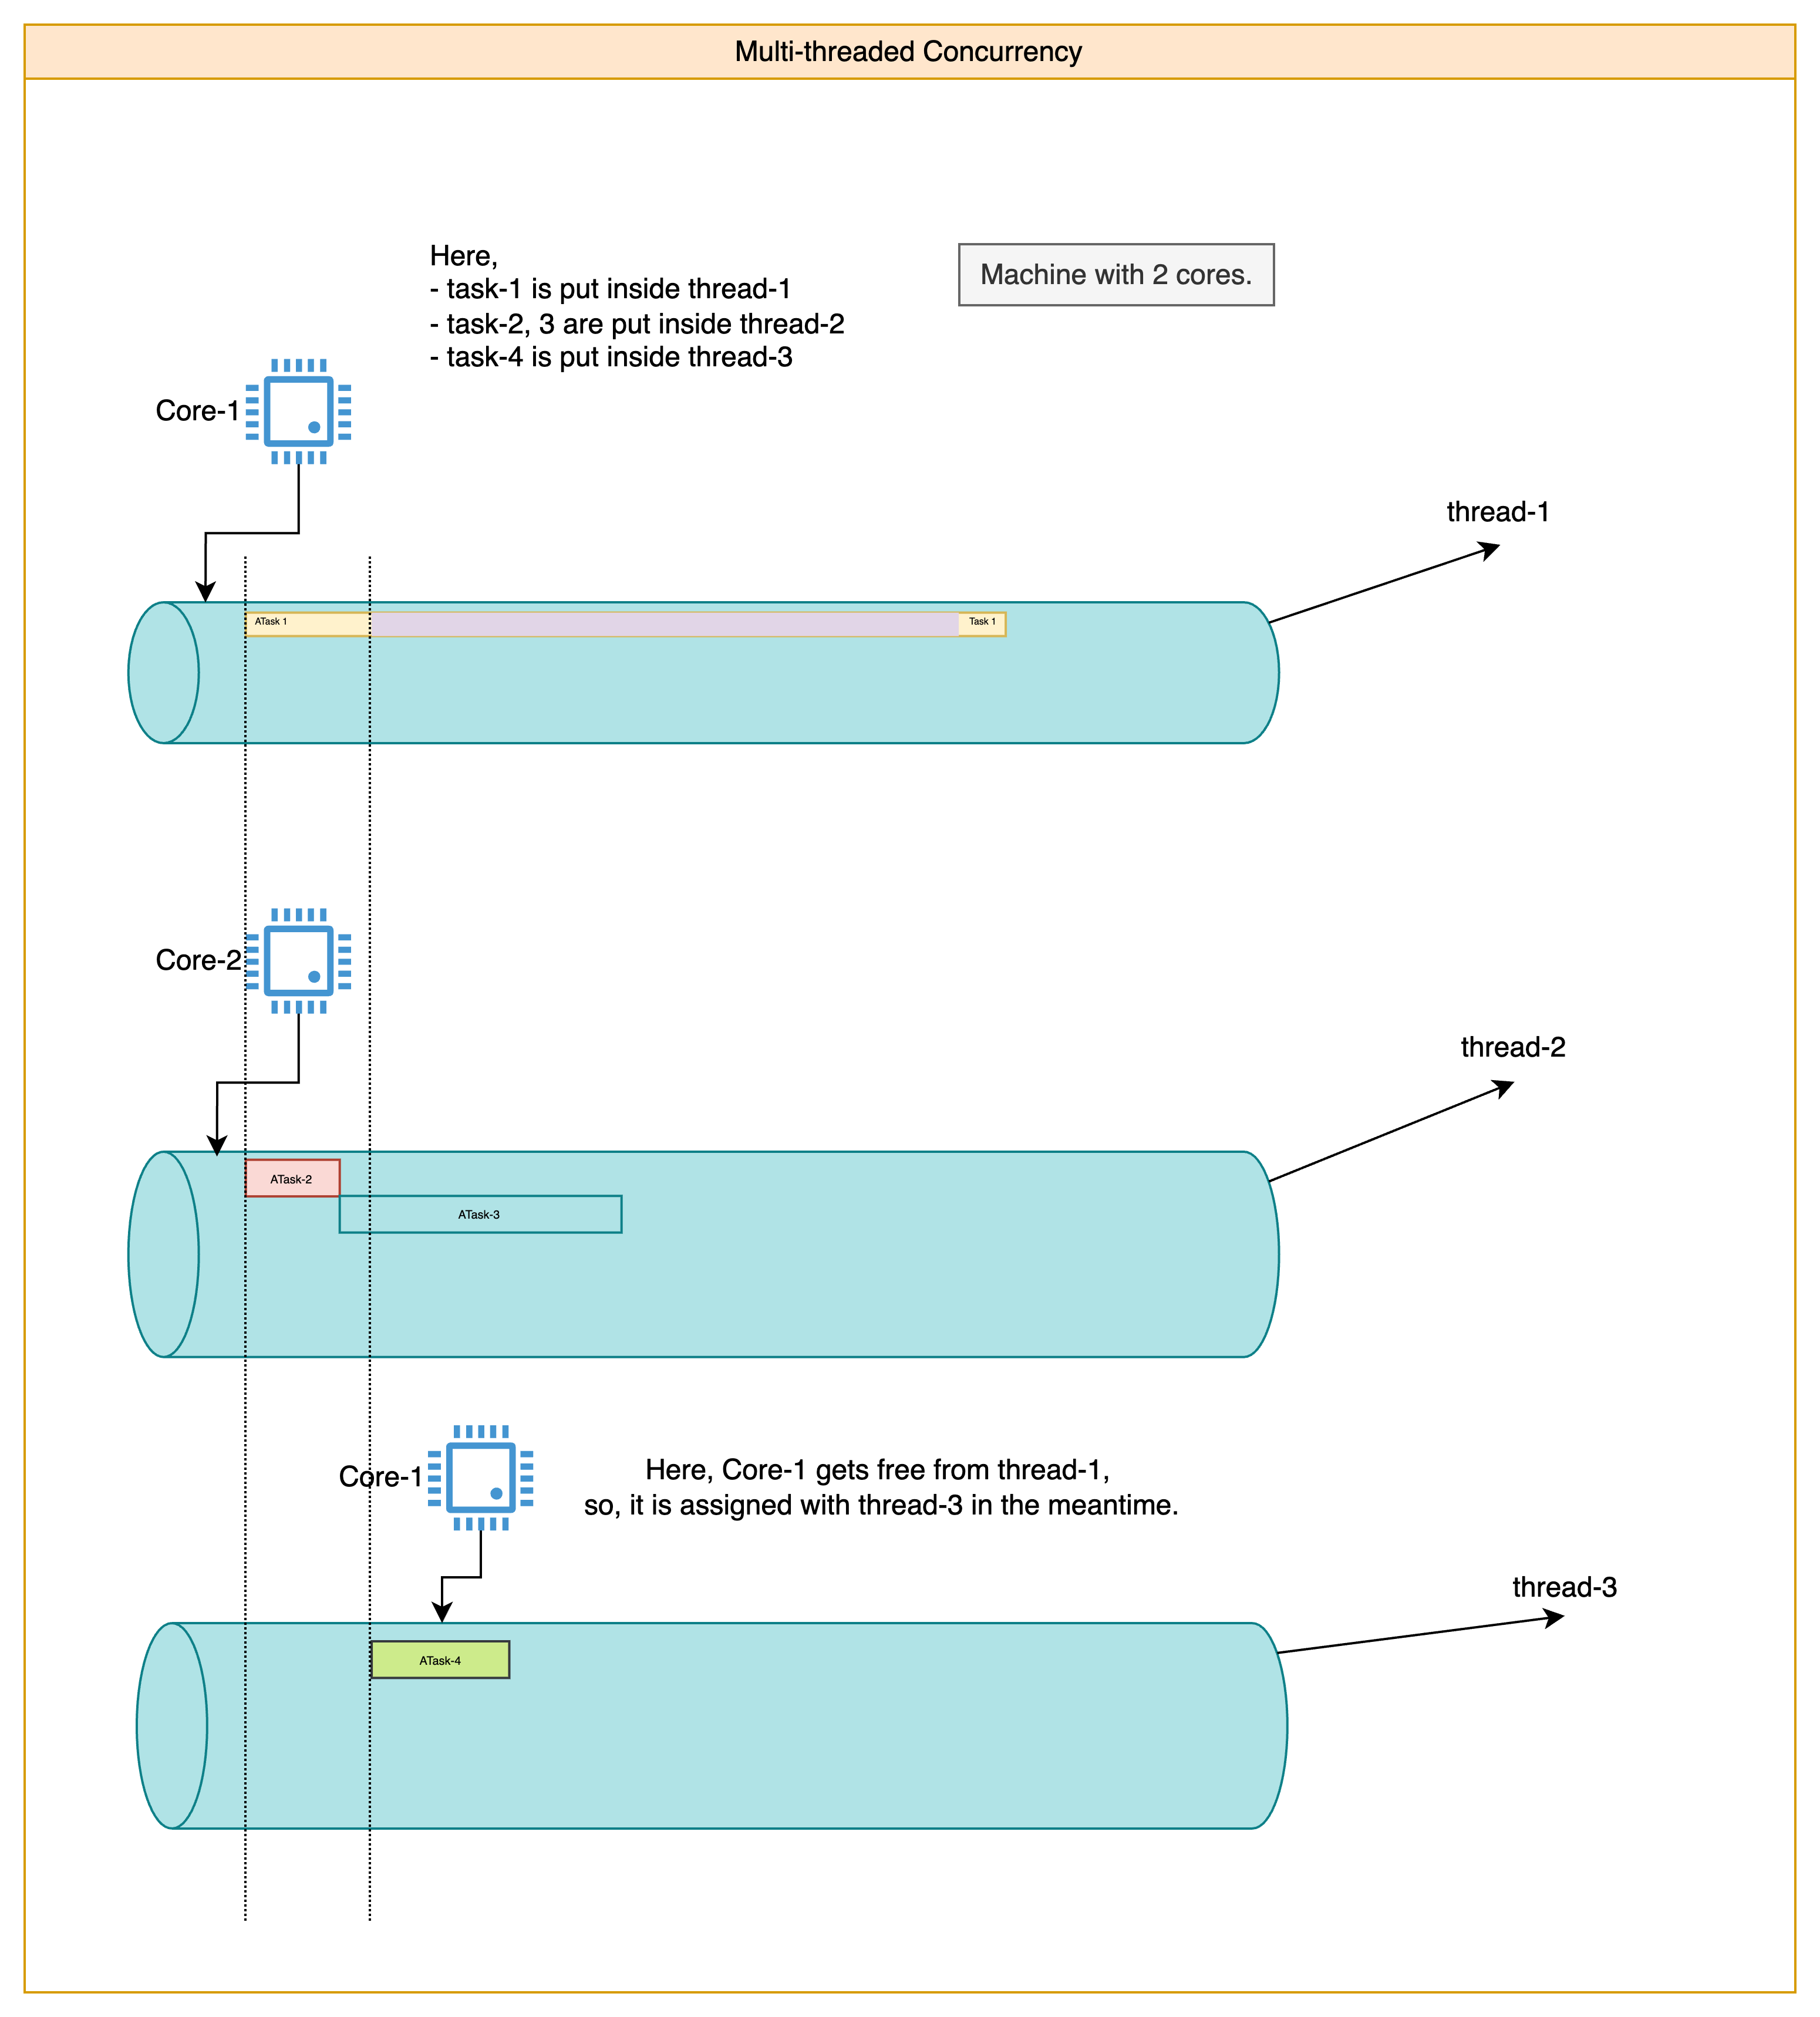 Multi-threaded Concurrency
Here,
- task-1 is put inside thread-1
- task-2, 3 are put inside thread-2
- task-4 is put inside thread-3
Machine with 2 cores.
Core-1
thread-1
ATask 1
Task 1
Core-2
thread-2
ATask-2
ATask-3
Core-1
Here, Core-1 gets free from thread-1,
so, it is assigned with thread-3 in the meantime.
thread-3
ATask-4